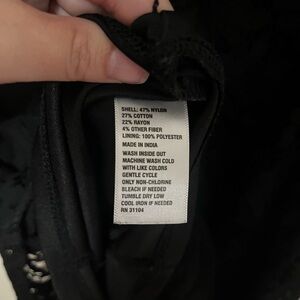 SHELL: 47% NYLON
27% COTTON
22% RAYON
4% OTHER FIBER
LINING: 100% POLYESTER
MADE IN INDIA
WASH INSIDE OUT
MACHINE WASH COLD
WITH LIKE COLORS
GENTLE CYCLE
ONLY NON-CHLORINE
BLEACH IF NEEDED
TUMBLE DRY LOW
COOL IRON IF NEEDED
RN 31104